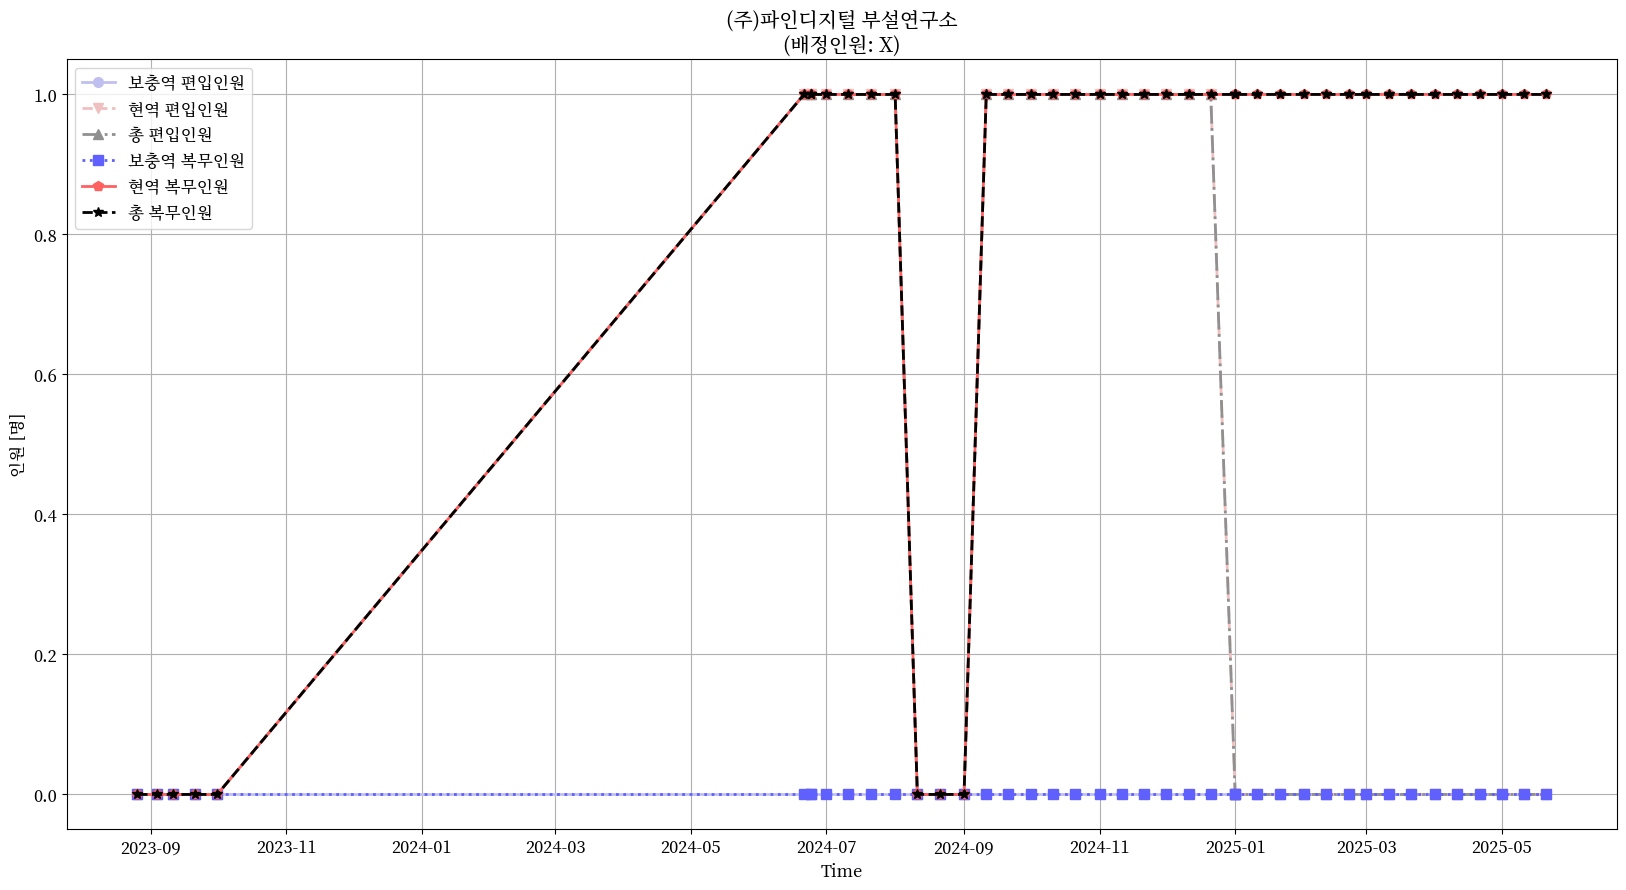 (주)파인디지털 부설연구소
(배정인원: X)
보충역 편입인원
현역 편입인원
총 편입인원
보충역 복무인원
현역 복무인원
총 복무인원
1.0
0.8
0.6
0.4
0.2
0.0
인원 [명]
2023-09
2023-11
2024-01
2024-03
2024-05
2024-07
2024-09
2024-11
2025-01
2025-03
2025-05
Time